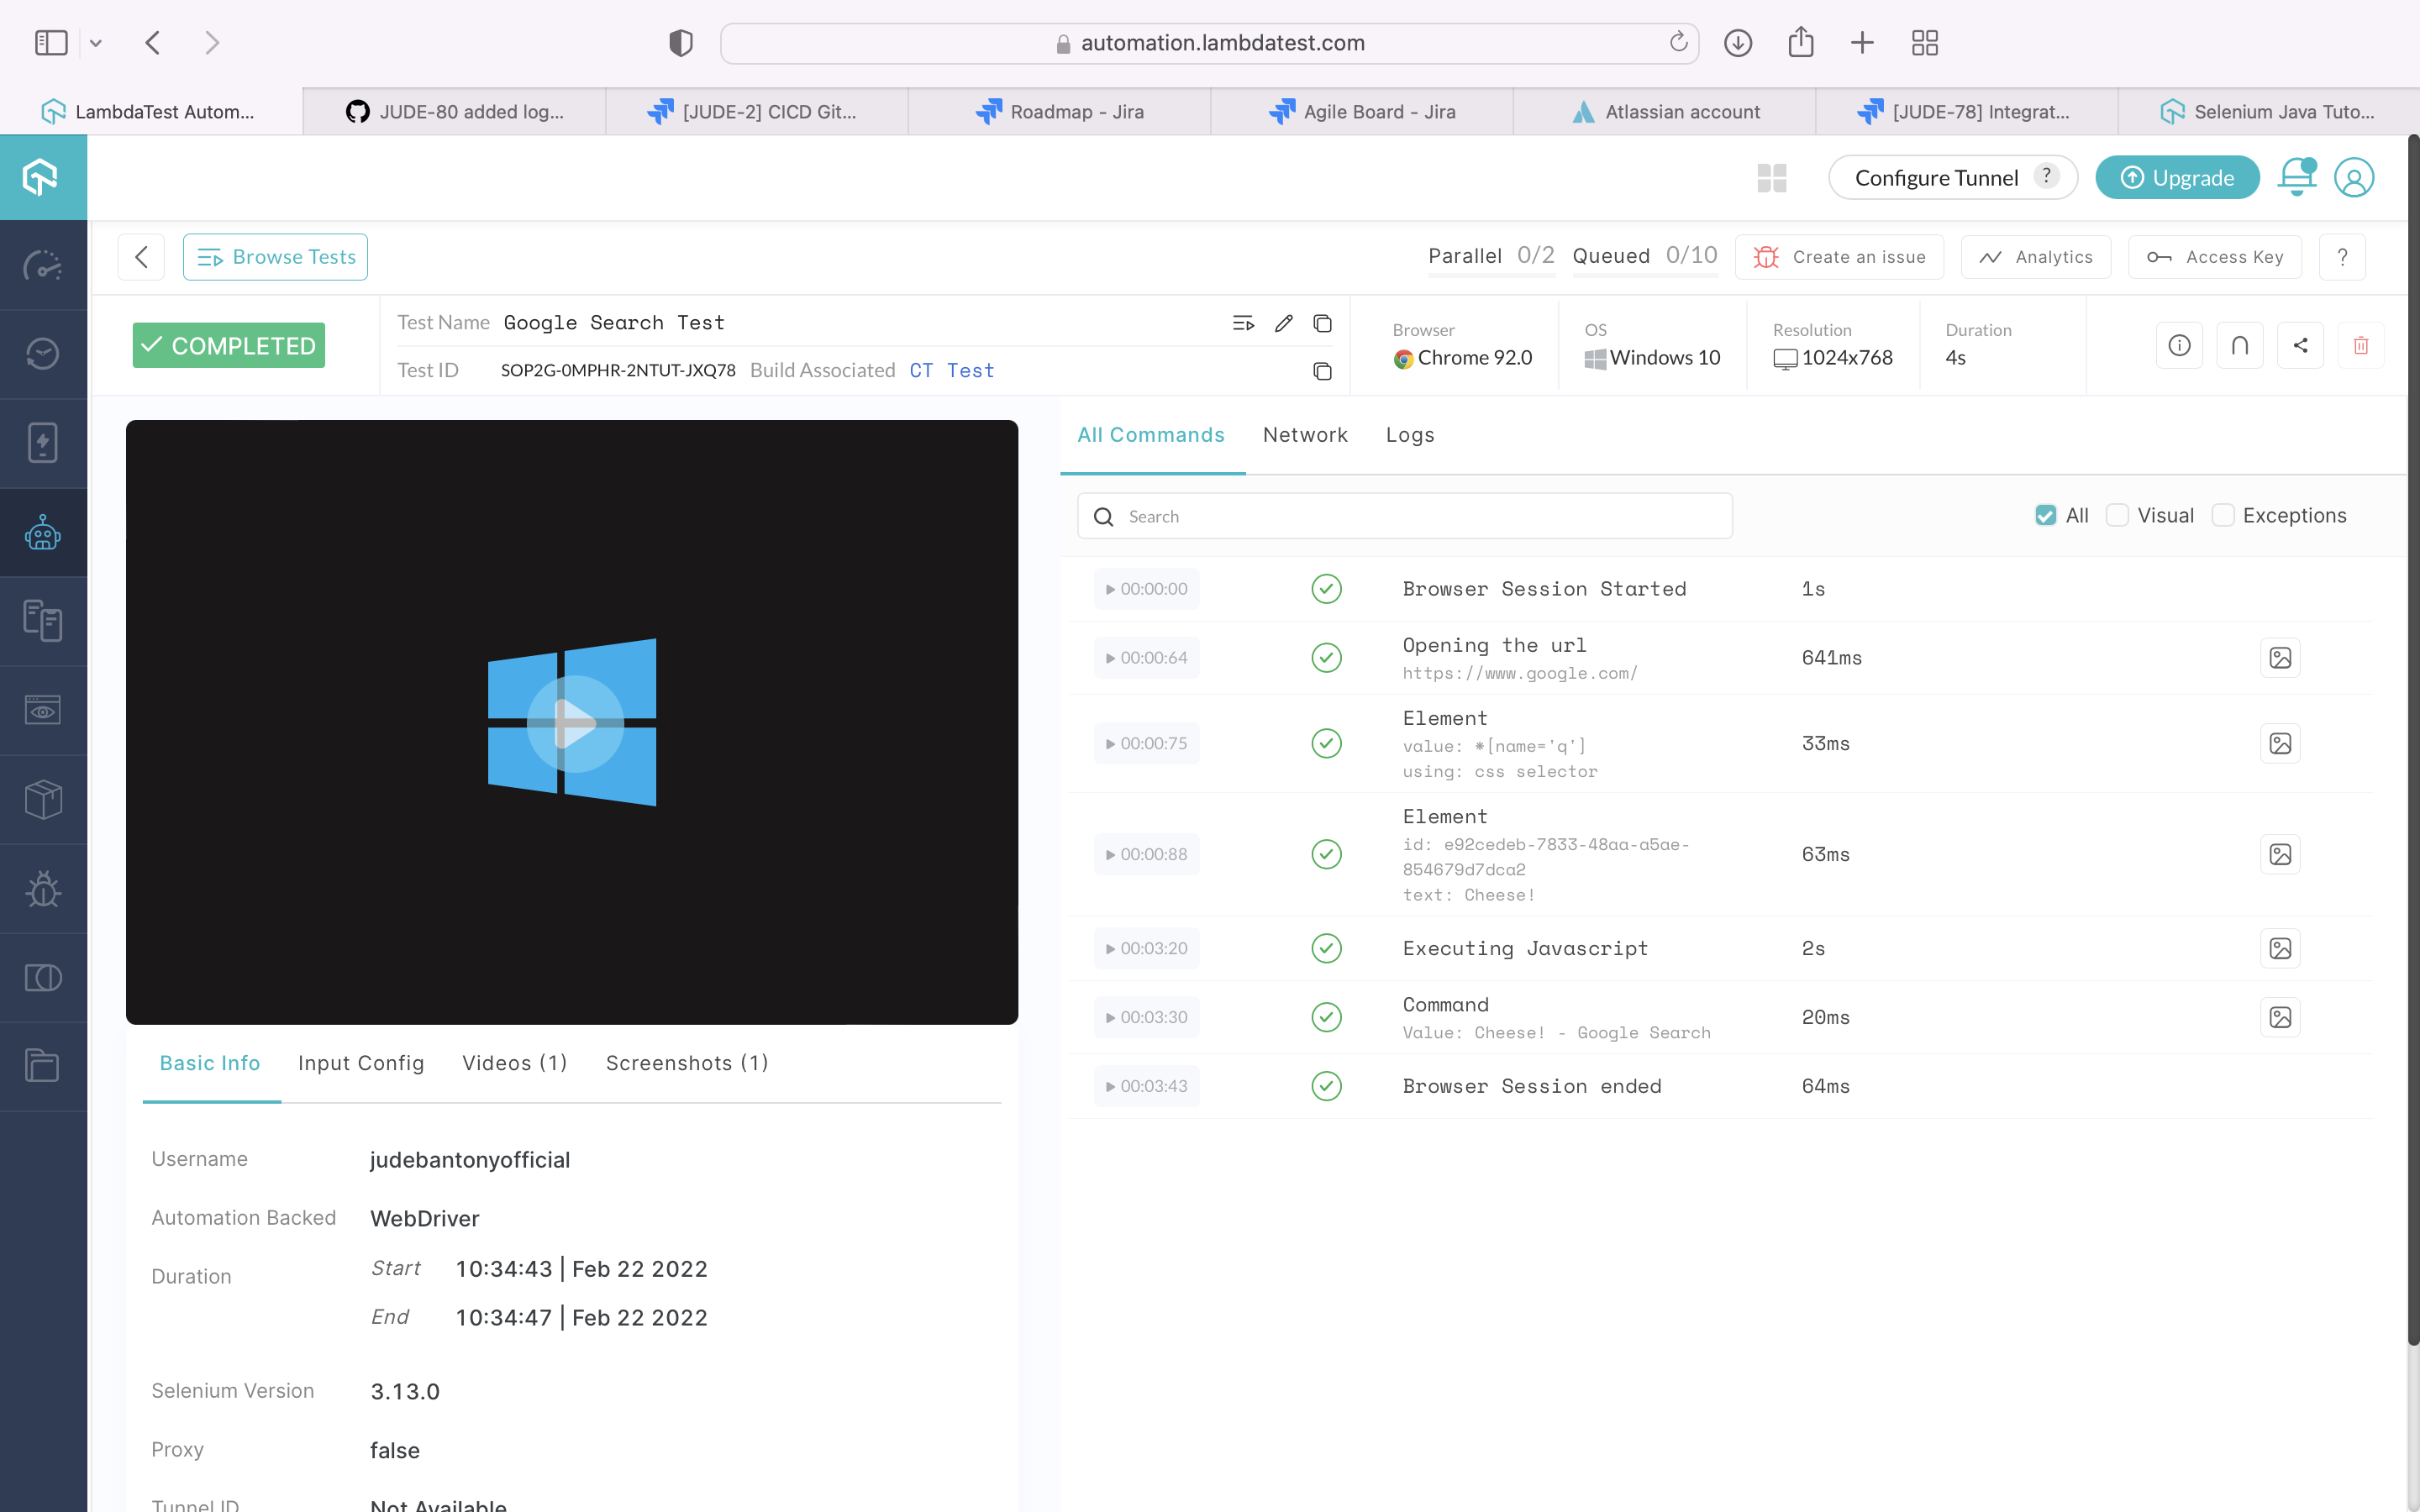 automation.lambdatest.com
LambdaTest Autom...
JUDE-80 added log...
[JUDE-2] CICD Git...
Roadmap - Jira
Agile Board - Jira
Atlassian account
[JUDE-78] Integrat...
Selenium Java Tuto...
Configure Tunnel ?
Upgrade
Browse Tests
Parallel 0/2 Queued 0/10
Create an issue
Analytics
Access Key
?
COMPLETED
Test Name Google Search Test
Test ID SOP2G-0MPHR-2NTUT-JXQ78 Build Associated CT Test
Browser
Chrome 92.0
OS
Windows 10
Resolution
1024x768
Duration
4s
All Commands Network Logs
Search
All Visual Exceptions
00:00:00 Browser Session Started 1s
00:00:64 Opening the url 641ms
https://www.google.com/
00:00:75 Element 33ms
value: *[name='q']
using: css selector
00:00:88 Element 63ms
id: e92cedeb-7833-48aa-a5ae-
854679d7dca2
text: Cheese!
00:03:20 Executing Javascript 2s
00:03:30 Command 20ms
Value: Cheese! - Google Search
00:03:43 Browser Session ended 64ms
Basic Info Input Config Videos (1) Screenshots (1)
Username judebantonyofficial
Automation Backed WebDriver
Duration Start 10:34:43 | Feb 22 2022
End 10:34:47 | Feb 22 2022
Selenium Version 3.13.0
Proxy false
Tunnel ID Not Available